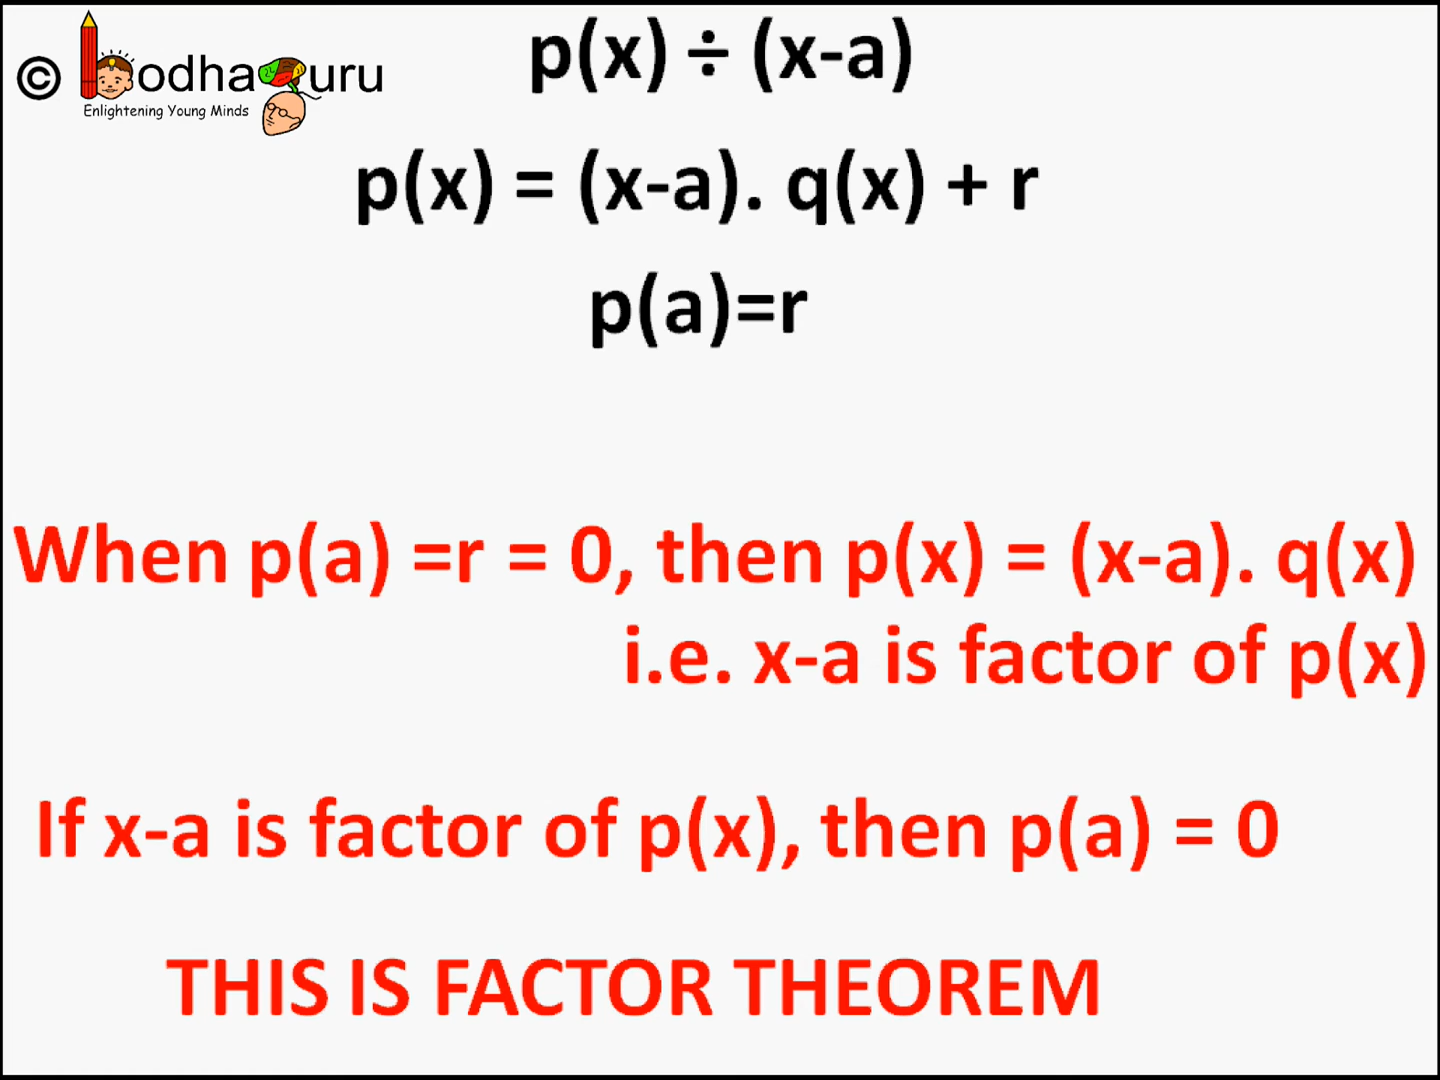 © BodhaGuru
Enlightening Young Minds
p(x) ÷ (x-a)
p(x) = (x-a). q(x) + r
p(a)=r
When p(a) =r = 0, then p(x) = (x-a). q(x)
i.e. x-a is factor of p(x)
If x-a is factor of p(x), then p(a) = 0
THIS IS FACTOR THEOREM